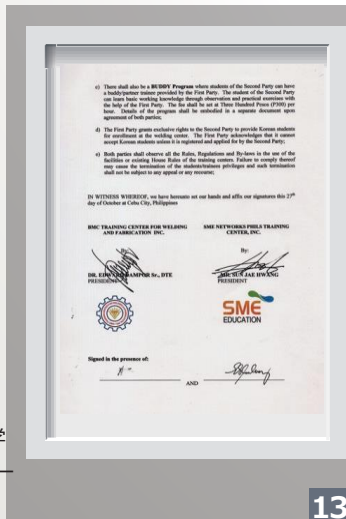 c) There shall also be a BUDDY Program where students of the Second Party can have
a buddy/partner trainee provided by the First Party. The student of the Second Party
can learn basic working knowledge through observation and practical exercises with
the help of the First Party. The fee shall be set at Three Hundred Pesos (P300) per
hour. Details of the program shall be embodied in a separate document upon
agreement of both parties;
d) The First Party grants exclusive rights to the Second Party to provide Korean students
for enrollment at the welding center. The First Party acknowledges that it cannot
accept Korean students unless it is registered and applied for by the Second Party;
e) Both parties shall observe all the Rules, Regulations and By-laws in the use of the
facilities or existing House Rules of the training centers. Failure to comply thereof
may cause the termination of the students/trainees privileges and such termination
shall not be subject to any appeal or any recourse;
IN WITNESS WHEREOF, we have hereunto set our hands and affix our signatures this 27th
day of October at Cebu City, Philippines
BMC TRAINING CENTER FOR WELDING
AND FABRICATION INC.
By:
DR. EDWARD SAMPOR Sr., DTE
PRESIDENT
SME NETWORKS PHILS TRAINING
CENTER, INC.
By:
MR. SUN JAE HWANG
PRESIDENT
SME
EDUCATION
Signed in the presence of:
AND
13